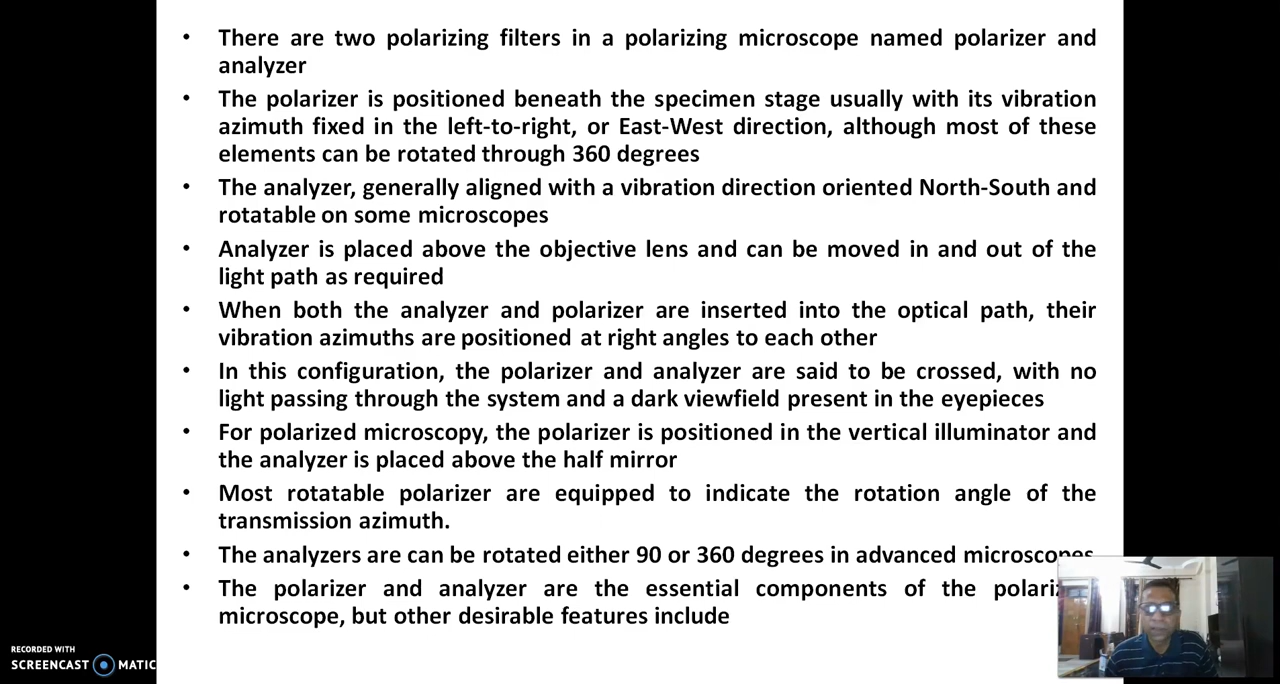 • There are two polarizing filters in a polarizing microscope named polarizer and
analyzer
• The polarizer is positioned beneath the specimen stage usually with its vibration
azimuth fixed in the left-to-right, or East-West direction, although most of these
elements can be rotated through 360 degrees
• The analyzer, generally aligned with a vibration direction oriented North-South and
rotatable on some microscopes
• Analyzer is placed above the objective lens and can be moved in and out of the
light path as required
• When both the analyzer and polarizer are inserted into the optical path, their
vibration azimuths are positioned at right angles to each other
• In this configuration, the polarizer and analyzer are said to be crossed, with no
light passing through the system and a dark viewfield present in the eyepieces
• For polarized microscopy, the polarizer is positioned in the vertical illuminator and
the analyzer is placed above the half mirror
• Most rotatable polarizer are equipped to indicate the rotation angle of the
transmission azimuth.
• The analyzers are can be rotated either 90 or 360 degrees in advanced microscopes
• The polarizer and analyzer are the essential components of the
microscope, but other desirable features include
RECORDED WITH
SCREENCAST MATIC